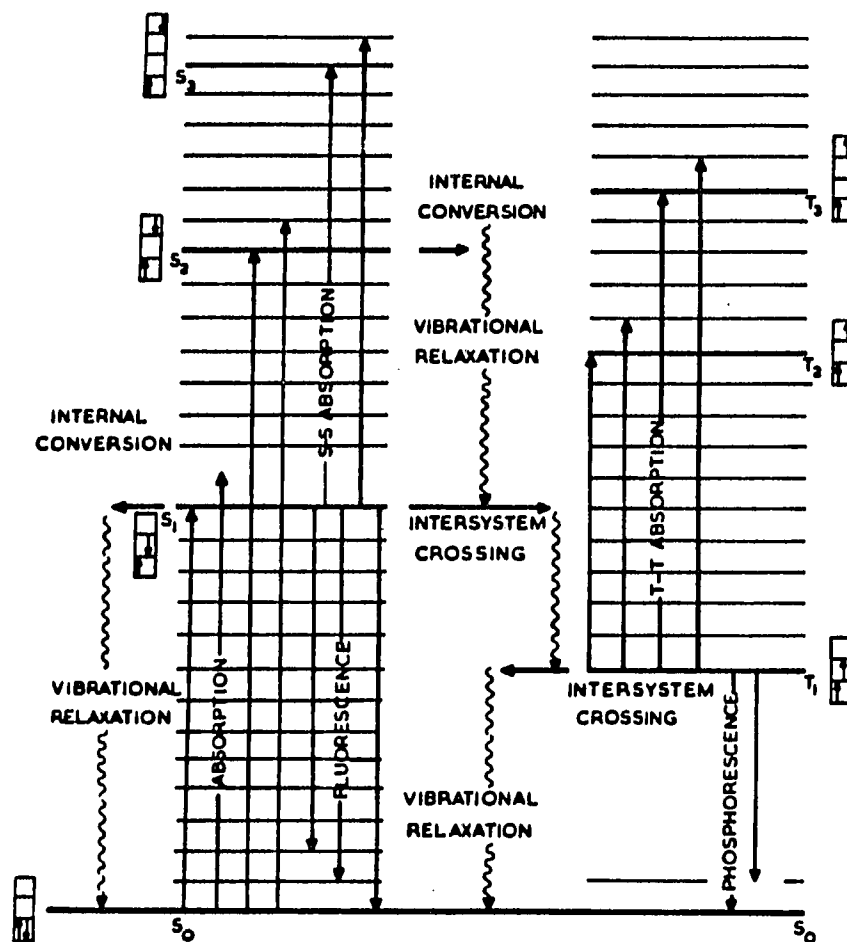 S3
INTERNAL
CONVERSION
T3
S2
S-S ABSORPTION
VIBRATIONAL
RELAXATION
T2
INTERNAL
CONVERSION
T-T ABSORPTION
S1
INTERSYSTEM
CROSSING
ABSORPTION
FLUORESCENCE
VIBRATIONAL
RELAXATION
T1
INTERSYSTEM
CROSSING
PHOSPHORESCENCE
VIBRATIONAL
RELAXATION
S0
S0